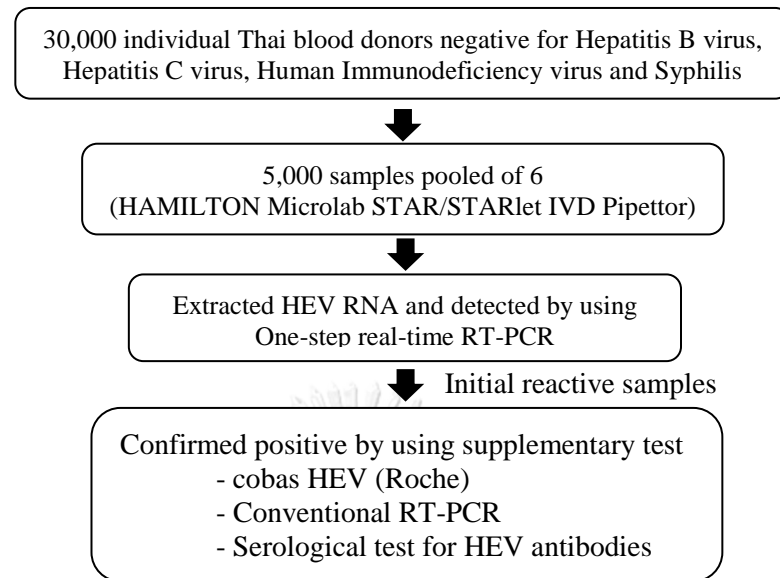 30,000 individual Thai blood donors negative for Hepatitis B virus,
Hepatitis C virus, Human Immunodeficiency virus and Syphilis
5,000 samples pooled of 6
(HAMILTON Microlab STAR/STARlet IVD Pipettor)
Extracted HEV RNA and detected by using
One-step real-time RT-PCR
Initial reactive samples
Confirmed positive by using supplementary test
- cobas HEV (Roche)
- Conventional RT-PCR
- Serological test for HEV antibodies